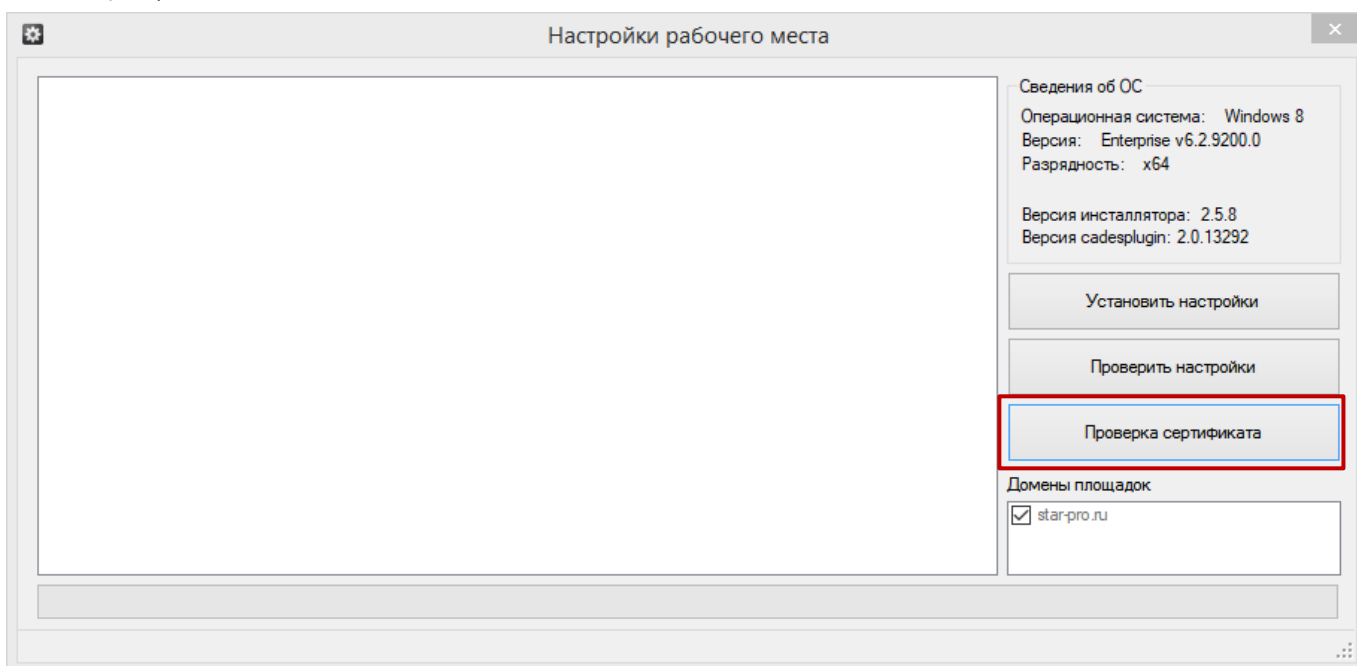 Настройки рабочего места
Сведения об ОС
Операционная система: Windows 8
Версия: Enterprise v6.2.9200.0
Разрядность: x64
Версия инсталлятора: 2.5.8
Версия cadesplugin: 2.0.13292
Установить настройки
Проверить настройки
Проверка сертификата
Домены площадок
star-pro.ru